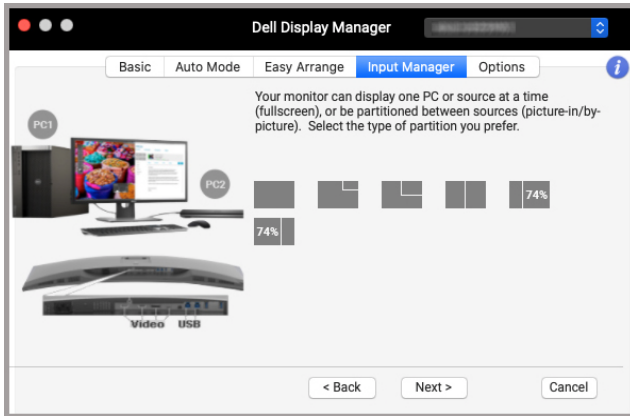 Dell Display Manager
Basic Auto Mode Easy Arrange Input Manager Options
i
Your monitor can display one PC or source at a time
(fullscreen), or be partitioned between sources (picture-in/by-
picture). Select the type of partition you prefer.
PC1
PC2
74%
74%
Video USB
< Back Next > Cancel